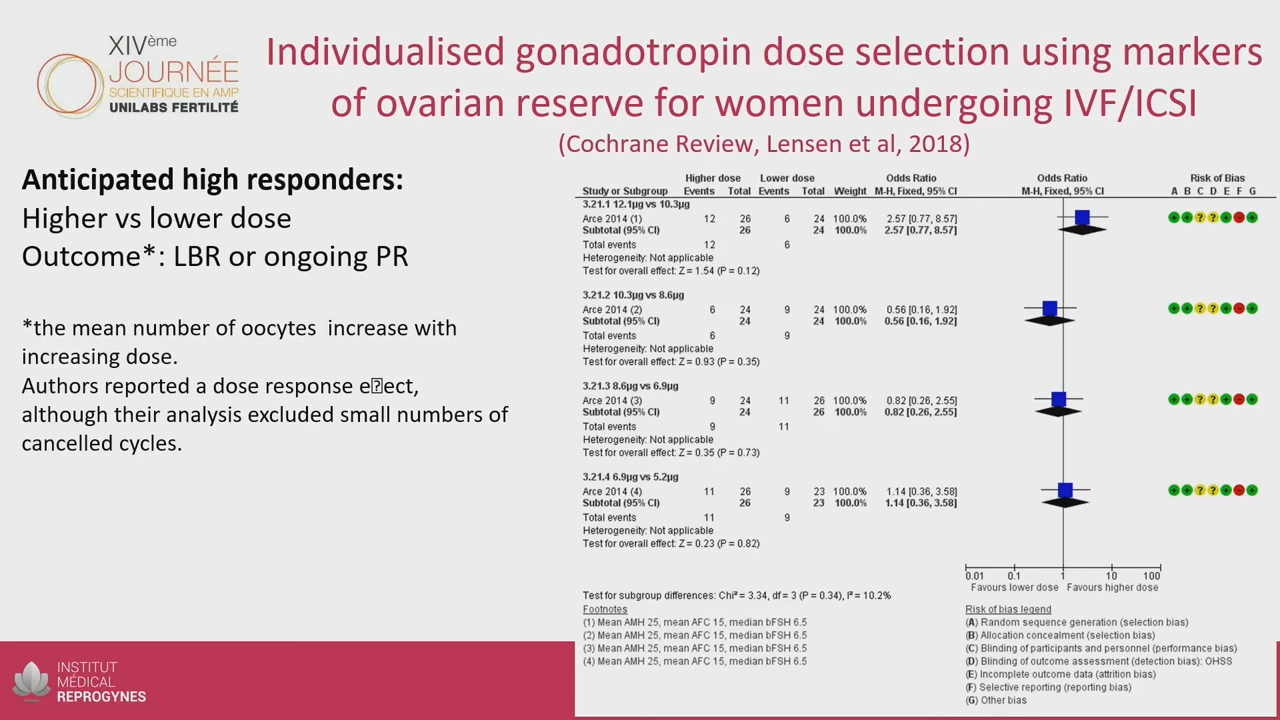 XIVème
JOURNÉE
SCIENTIFIQUE EN AMP
UNILABS FERTILITÉ
Individualised gonadotropin dose selection using markers
of ovarian reserve for women undergoing IVF/ICSI
(Cochrane Review, Lensen et al, 2018)
Anticipated high responders:
Higher vs lower dose
Outcome*: LBR or ongoing PR
*the mean number of oocytes increase with
increasing dose.
Authors reported a dose response e⍰ect,
although their analysis excluded small numbers of
cancelled cycles.
Higher dose Lower dose Odds Ratio Odds Ratio Risk of Bias
Study or Subgroup Events Total Events Total Weight M-H, Fixed, 95% CI M-H, Fixed, 95% CI A B C D E F G
3.21.1 12.1µg vs 10.3µg
Arce 2014 (1) 12 26 6 24 100.0% 2.57 [0.77, 8.57] + + ? ? + - +
Subtotal (95% CI) 26 24 100.0% 2.57 [0.77, 8.57]
Total events 12 6
Heterogeneity: Not applicable
Test for overall effect: Z = 1.54 (P = 0.12)
3.21.2 10.3µg vs 8.6µg
Arce 2014 (2) 6 24 9 24 100.0% 0.56 [0.16, 1.92] + + ? ? + - +
Subtotal (95% CI) 24 24 100.0% 0.56 [0.16, 1.92]
Total events 6 9
Heterogeneity: Not applicable
Test for overall effect: Z = 0.93 (P = 0.35)
3.21.3 8.6µg vs 6.9µg
Arce 2014 (3) 9 24 11 26 100.0% 0.82 [0.26, 2.55] + + ? ? + - +
Subtotal (95% CI) 24 26 100.0% 0.82 [0.26, 2.55]
Total events 9 11
Heterogeneity: Not applicable
Test for overall effect: Z = 0.35 (P = 0.73)
3.21.4 6.9µg vs 5.2µg
Arce 2014 (4) 11 26 9 23 100.0% 1.14 [0.36, 3.58] + + ? ? + - +
Subtotal (95% CI) 26 23 100.0% 1.14 [0.36, 3.58]
Total events 11 9
Heterogeneity: Not applicable
Test for overall effect: Z = 0.23 (P = 0.82)
0.01 0.1 1 10 100
Favours lower dose Favours higher dose
Test for subgroup differences: Chi² = 3.34, df = 3 (P = 0.34), I² = 10.2%
Footnotes
(1) Mean AMH 25, mean AFC 15, median bFSH 6.5
(2) Mean AMH 25, mean AFC 15, median bFSH 6.5
(3) Mean AMH 25, mean AFC 15, median bFSH 6.5
(4) Mean AMH 25, mean AFC 15, median bFSH 6.5
Risk of bias legend
(A) Random sequence generation (selection bias)
(B) Allocation concealment (selection bias)
(C) Blinding of participants and personnel (performance bias)
(D) Blinding of outcome assessment (detection bias): OHSS
(E) Incomplete outcome data (attrition bias)
(F) Selective reporting (reporting bias)
(G) Other bias
INSTITUT
MÉDICAL
REPROGYNES